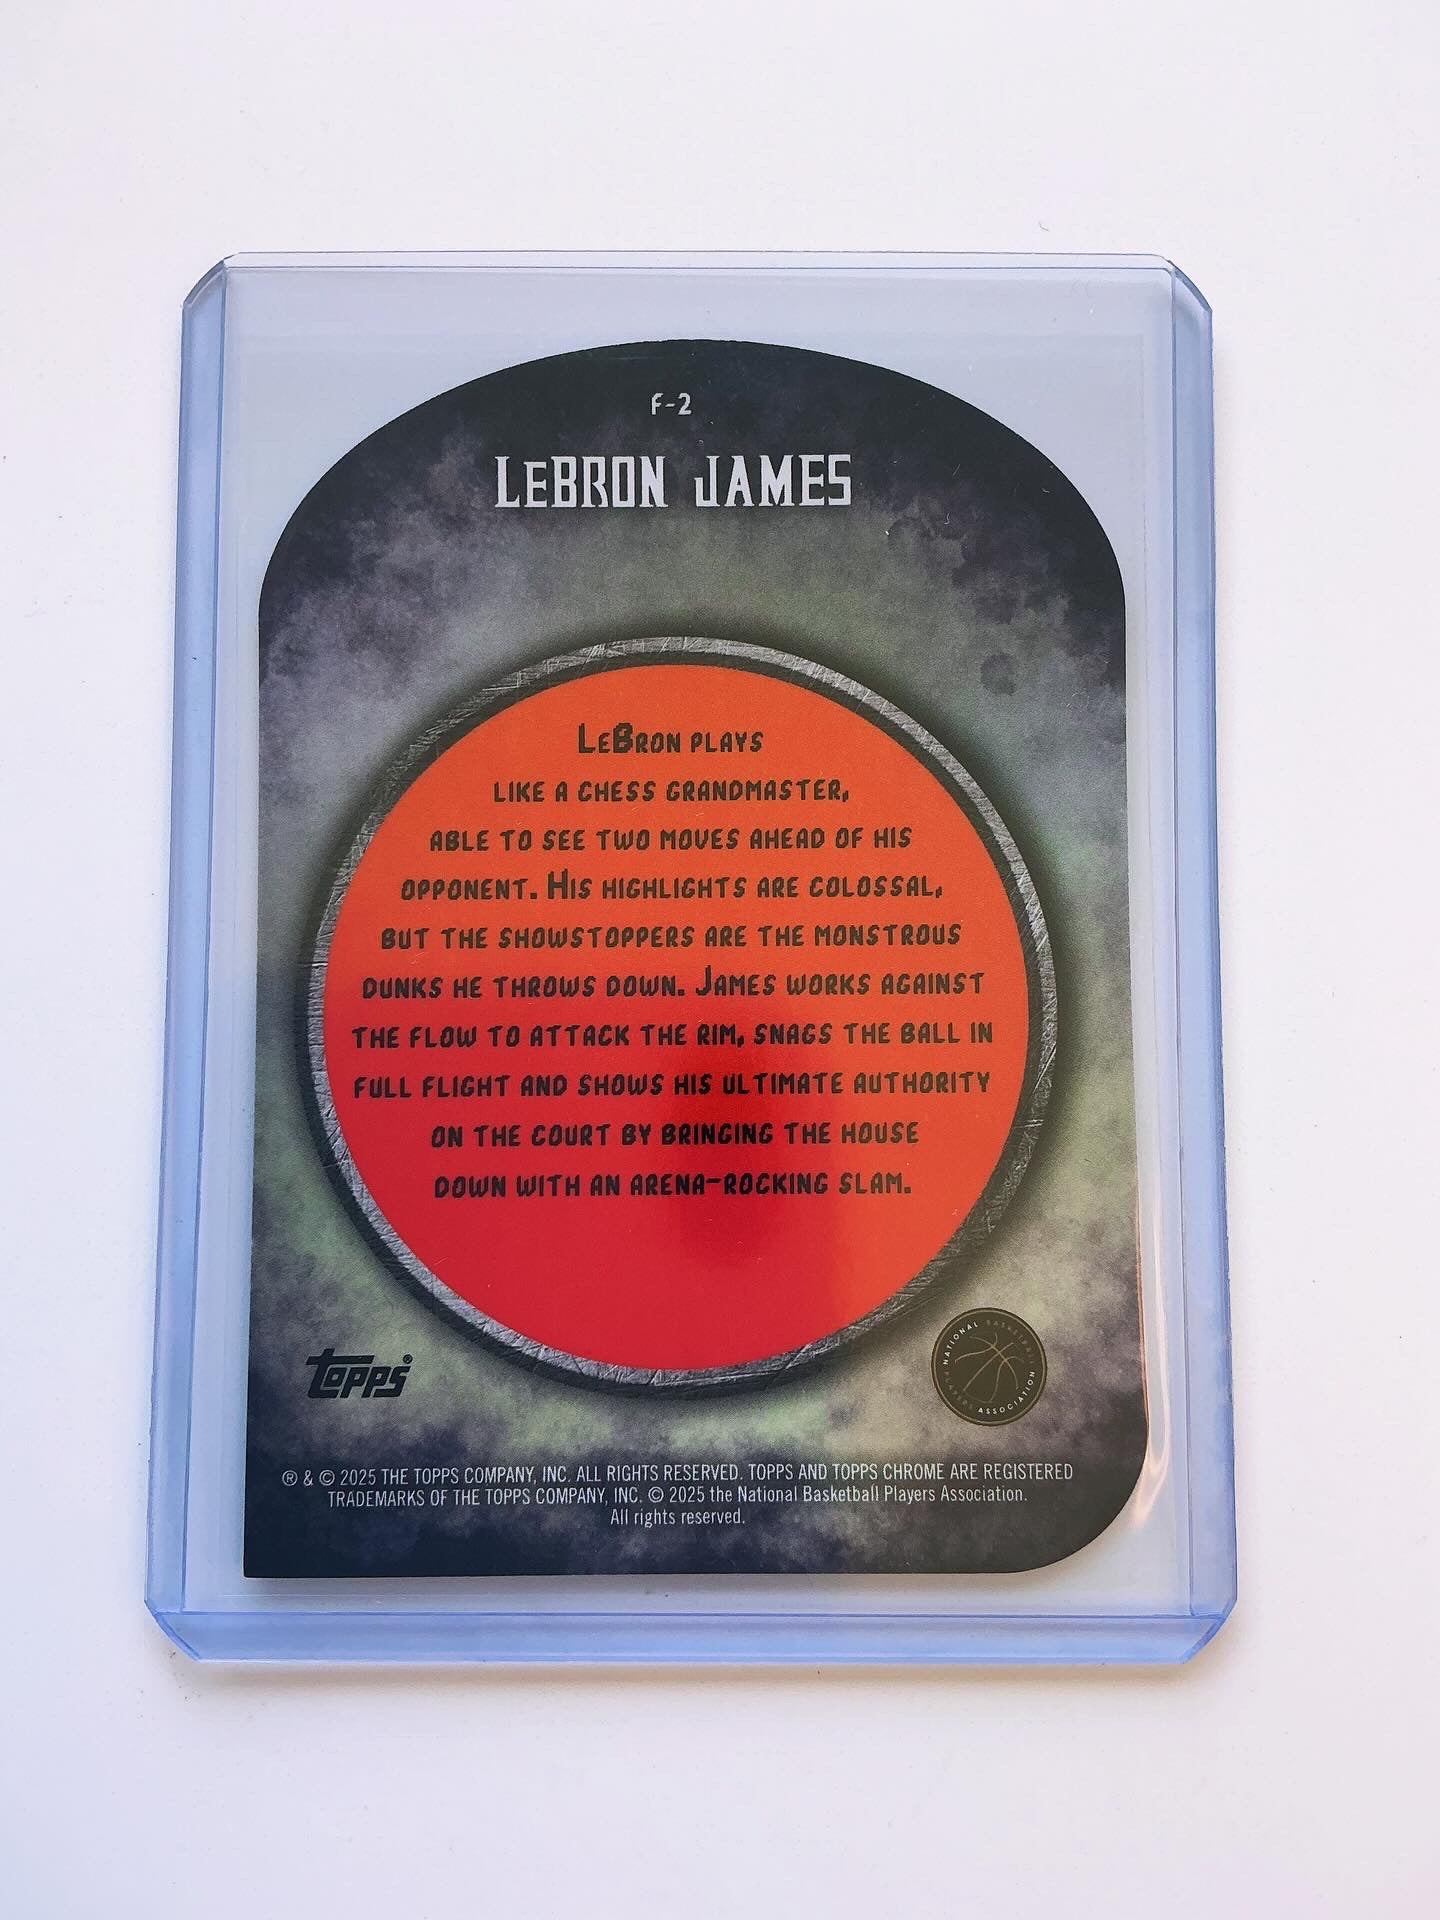 F-2
LeBRON JAMES
LeBron plays
like a chess grandmaster,
able to see two moves ahead of his
opponent. His highlights are colossal,
but the showstoppers are the monstrous
dunks he throws down. James works against
the flow to attack the rim, snags the ball in
full flight and shows his ultimate authority
on the court by bringing the house
down with an arena-rocking slam.
topps®
NATIONAL BASKETBALL
PLAYERS ASSOCIATION
® & © 2025 THE TOPPS COMPANY, INC. ALL RIGHTS RESERVED. TOPPS AND TOPPS CHROME ARE REGISTERED
TRADEMARKS OF THE TOPPS COMPANY, INC. © 2025 the National Basketball Players Association.
All rights reserved.